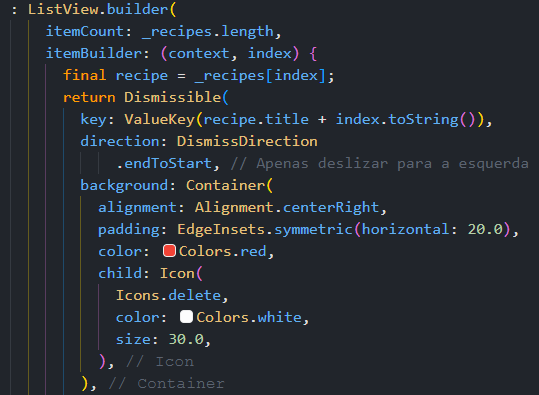 : ListView.builder(
itemCount: _recipes.length,
itemBuilder: (context, index) {
final recipe = _recipes[index];
return Dismissible(
key: ValueKey(recipe.title + index.toString()),
direction: DismissDirection
.endToStart, // Apenas deslizar para a esquerda
background: Container(
alignment: Alignment.centerRight,
padding: EdgeInsets.symmetric(horizontal: 20.0),
color: Colors.red,
child: Icon(
Icons.delete,
color: Colors.white,
size: 30.0,
), // Icon
), // Container